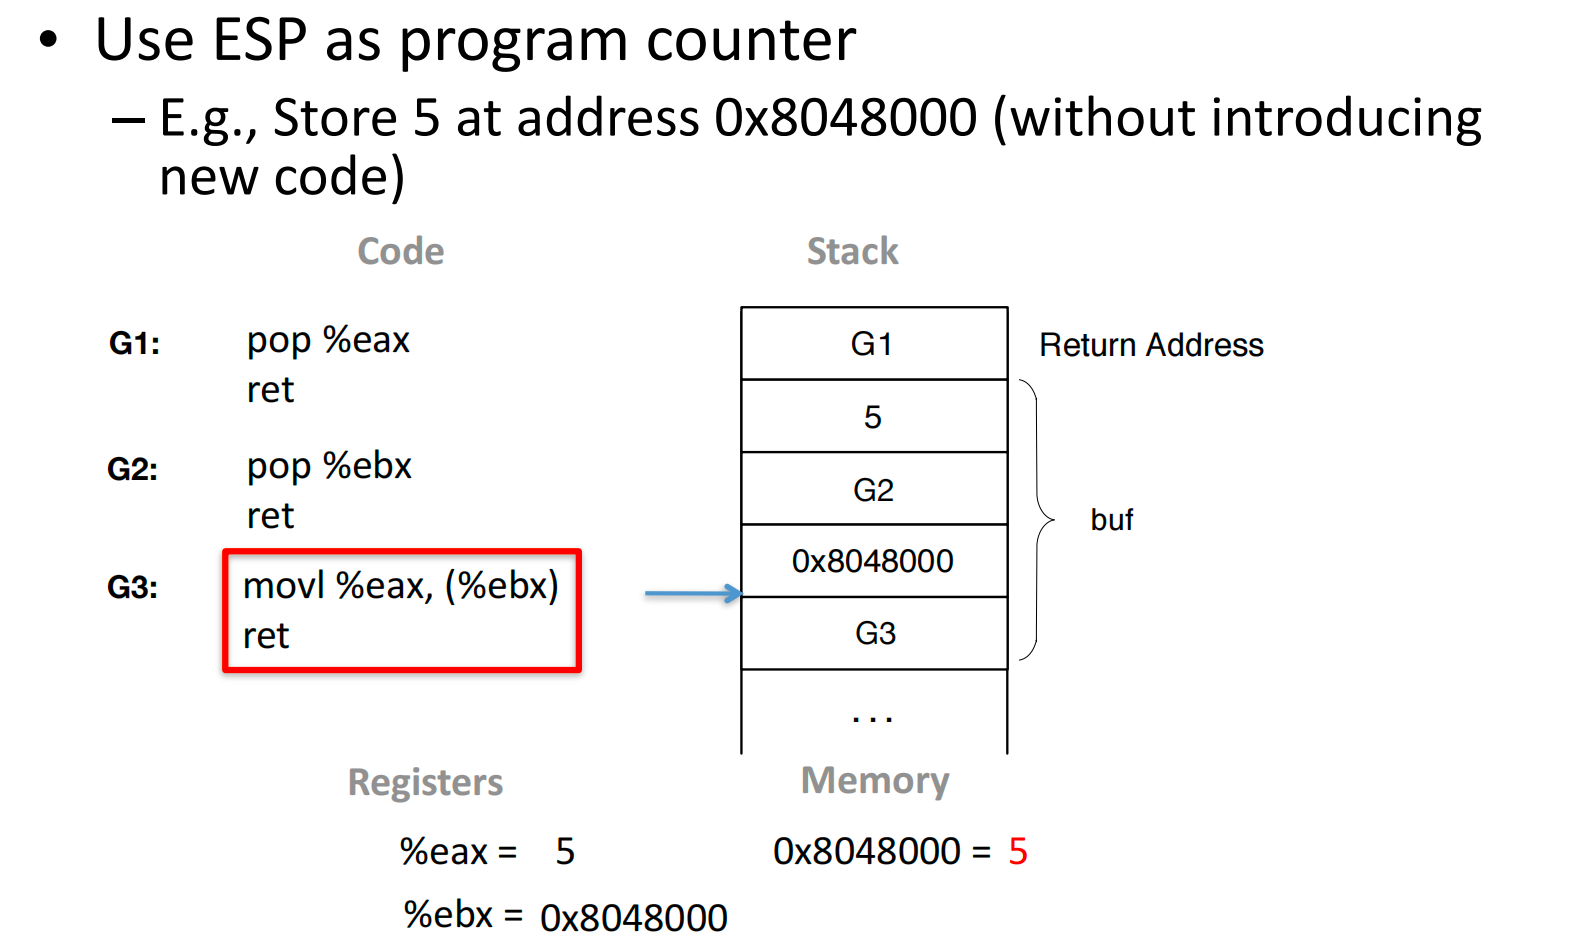 • Use ESP as program counter
– E.g., Store 5 at address 0x8048000 (without introducing
new code)
Code
Stack
G1: pop %eax
ret
G2: pop %ebx
ret
G3: movl %eax, (%ebx)
ret
G1
Return Address
5
G2
0x8048000
G3
...
buf
Registers
%eax = 5
%ebx = 0x8048000
Memory
0x8048000 = 5